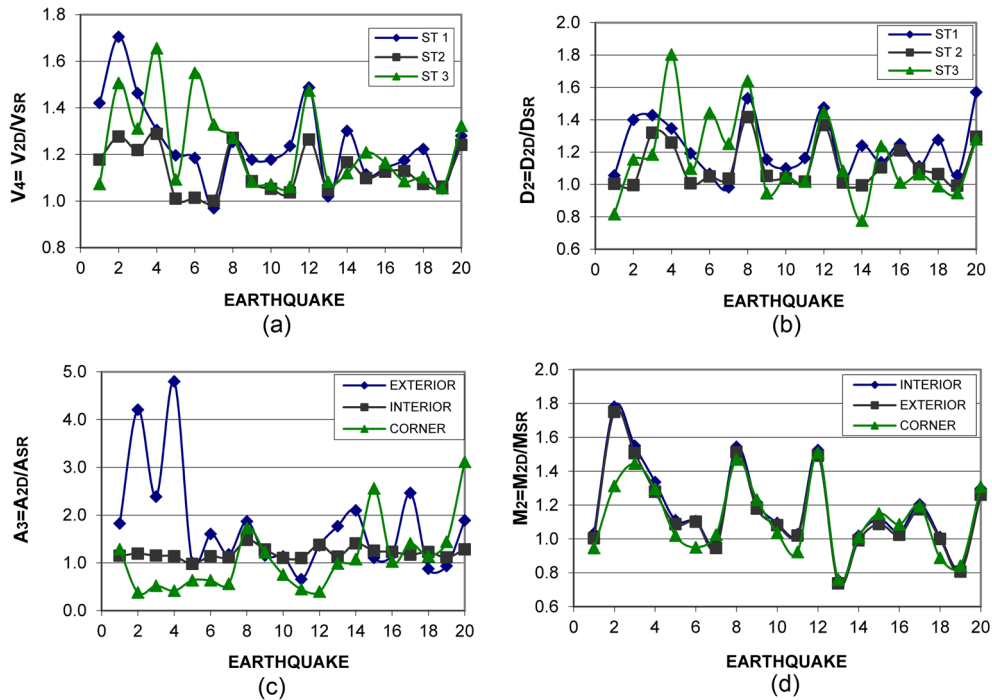 V4= V2D/VSR
1.8
1.6
1.4
1.2
1.0
0.8
ST 1
ST2
ST 3
0 2 4 6 8 10 12 14 16 18 20
EARTHQUAKE
(a)
D2=D2D/DSR
2.0
1.8
1.6
1.4
1.2
1.0
0.8
0.6
ST1
ST 2
ST3
0 2 4 6 8 10 12 14 16 18 20
EARTHQUAKE
(b)
A3=A2D/ASR
5.0
4.0
3.0
2.0
1.0
0.0
EXTERIOR
INTERIOR
CORNER
0 2 4 6 8 10 12 14 16 18 20
EARTHQUAKE
(c)
M2=M2D/MSR
2.0
1.8
1.6
1.4
1.2
1.0
0.8
0.6
INTERIOR
EXTERIOR
CORNER
0 2 4 6 8 10 12 14 16 18 20
EARTHQUAKE
(d)